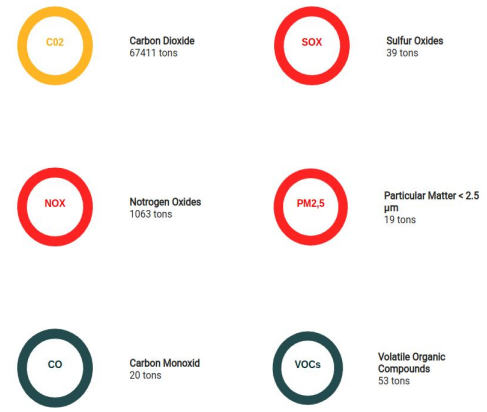 C02
Carbon Dioxide
67411 tons
SOX
Sulfur Oxides
39 tons
NOX
Notrogen Oxides
1063 tons
PM2,5
Particular Matter < 2.5
µm
19 tons
CO
Carbon Monoxid
20 tons
VOCs
Volatile Organic
Compounds
53 tons